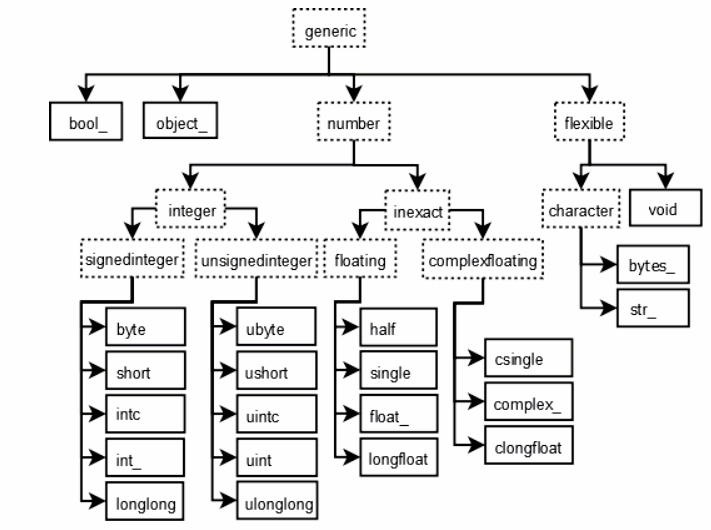 generic
bool_
object_
number
flexible
integer
inexact
character
void
signedinteger
unsignedinteger
floating
complexfloating
bytes_
str_
byte
short
intc
int_
longlong
ubyte
ushort
uintc
uint
ulonglong
half
single
float_
longfloat
csingle
complex_
clongfloat